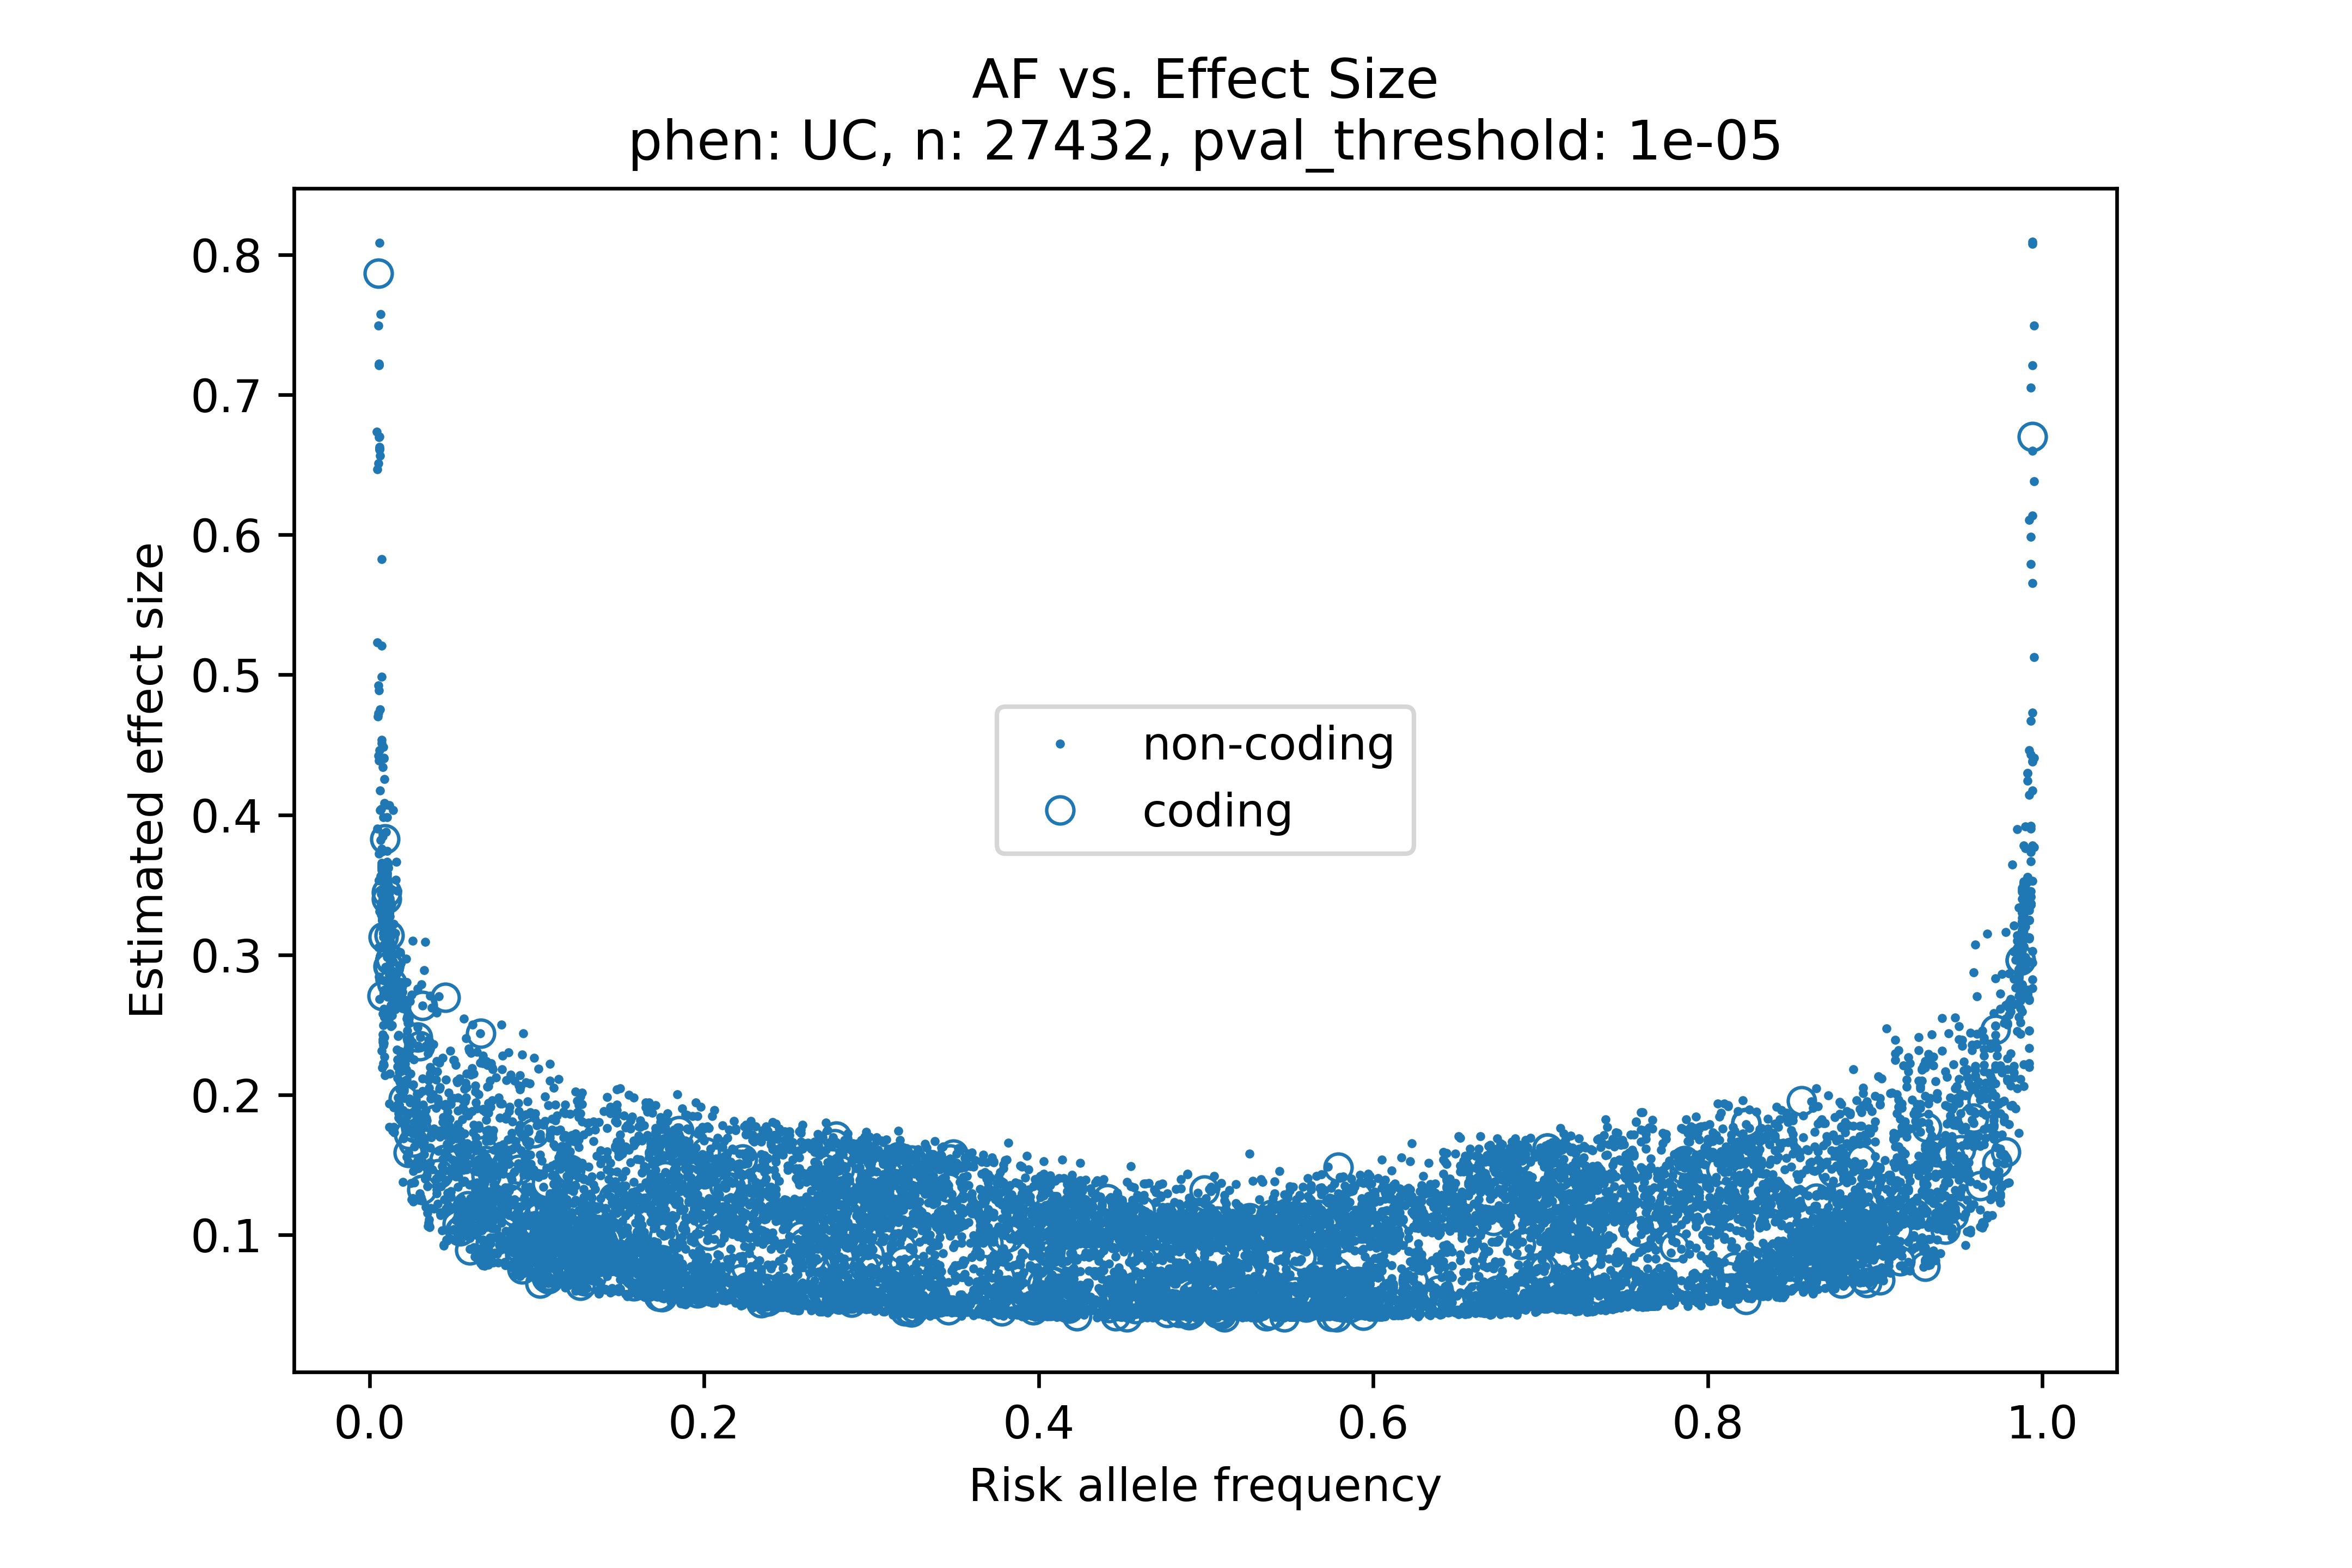 AF vs. Effect Size
phen: UC, n: 27432, pval_threshold: 1e-05
Estimated effect size
0.8
0.7
0.6
0.5
0.4
0.3
0.2
0.1
non-coding
coding
0.0 0.2 0.4 0.6 0.8 1.0
Risk allele frequency